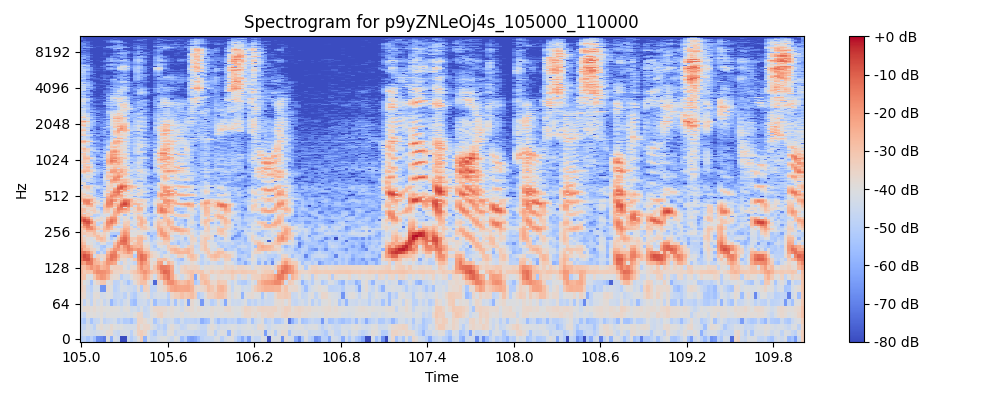 Spectrogram for p9yZNLeOj4s_105000_110000
8192
4096
2048
1024
512
256
128
64
0
Hz
105.0 105.6 106.2 106.8 107.4 108.0 108.6 109.2 109.8
Time
+0 dB
-10 dB
-20 dB
-30 dB
-40 dB
-50 dB
-60 dB
-70 dB
-80 dB